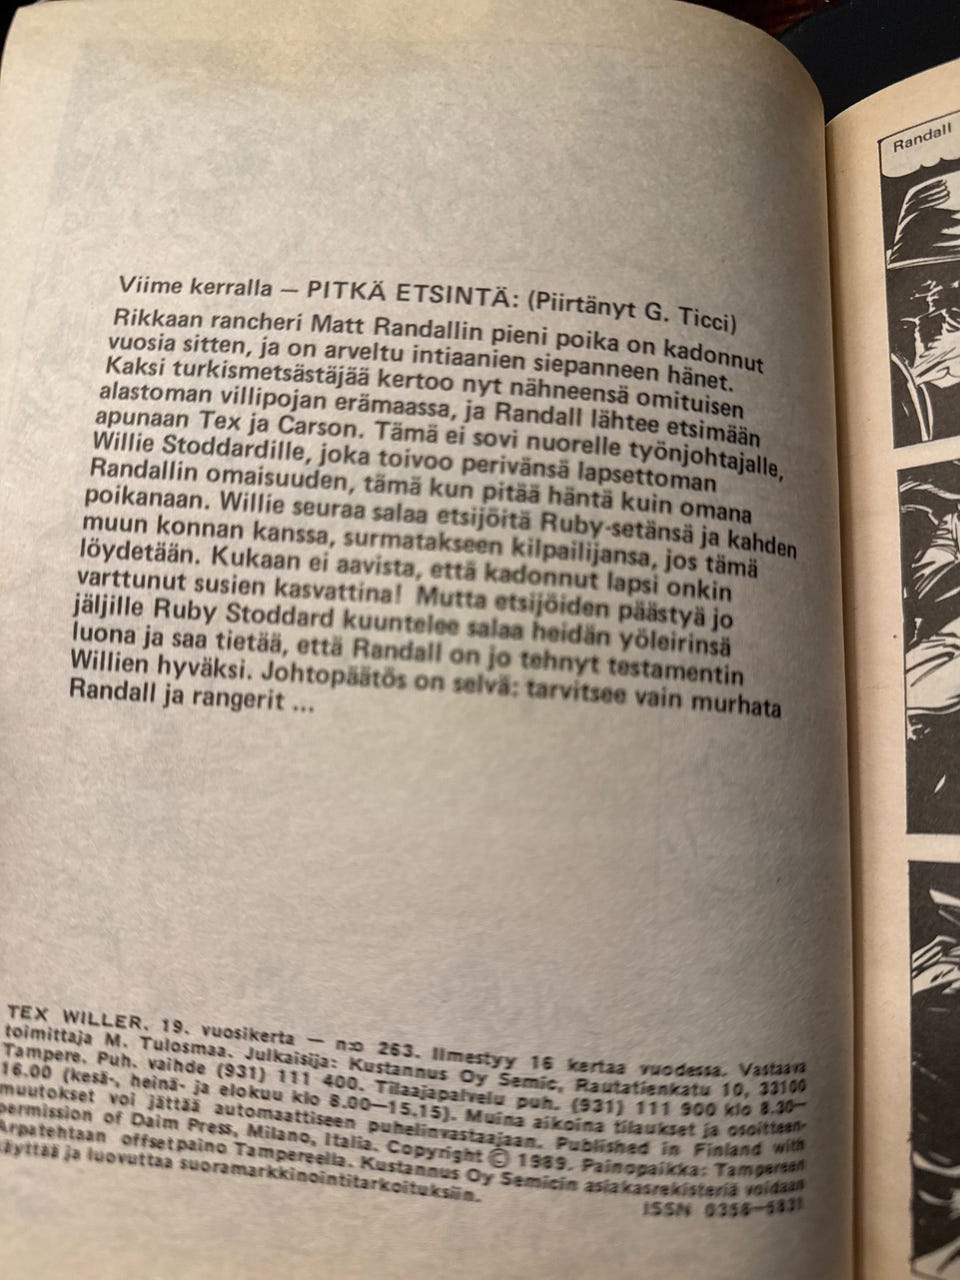 Viime kerralla — PITKÄ ETSINTÄ: (Piirtänyt G. Ticci)
Rikkaan rancheri Matt Randallin pieni poika on kadonnut
vuosia sitten, ja on arveltu intiaanien siepanneen hänet.
Kaksi turkismetsästäjää kertoo nyt nähneensä omituisen
alastoman villipojan erämaassa, ja Randall lähtee etsimään
apunaan Tex ja Carson. Tämä ei sovi nuorelle työnjohtajalle,
Willie Stoddardille, joka toivoo perivänsä lapsettoman
Randallin omaisuuden, tämä kun pitää häntä kuin omana
poikanaan. Willie seuraa salaa etsijöitä Ruby-setänsä ja kahden
muun konnan kanssa, surmatakseen kilpailijansa, jos tämä
löydetään. Kukaan ei aavista, että kadonnut lapsi onkin
varttunut susien kasvattina! Mutta etsijöiden päästyä jo
jäljille Ruby Stoddard kuuntelee salaa heidän yöleirinsä
luona ja saa tietää, että Randall on jo tehnyt testamentin
Willien hyväksi. Johtopäätös on selvä: tarvitsee vain murhata
Randall ja rangerit ...
TEX WILLER. 19. vuosikerta — n:o 263. Ilmestyy 16 kertaa vuodessa. Vastaava
toimittaja M. Tulosmaa. Julkaisija: Kustannus Oy Semic, Rautatienkatu 10, 33100
Tampere. Puh. vaihde (931) 111 400. Tilaajapalvelu puh. (931) 111 900 klo 8.30—
16.00 (kesä-, heinä- ja elokuu klo 8.00—15.15). Muina aikoina tilaukset ja osoitteen-
muutokset voi jättää automaattiseen puhelinvastaajaan. Published in Finland with
permission of Daim Press, Milano, Italia. Copyright © 1989. Painopaikka: Tampereen
Arpatehtaan offsetpaino Tampereella. Kustannus Oy Semicin asiakasrekisteriä voidaan
käyttää ja luovuttaa suoramarkkinointitarkoituksiin.
ISSN 0356-5831
Randall